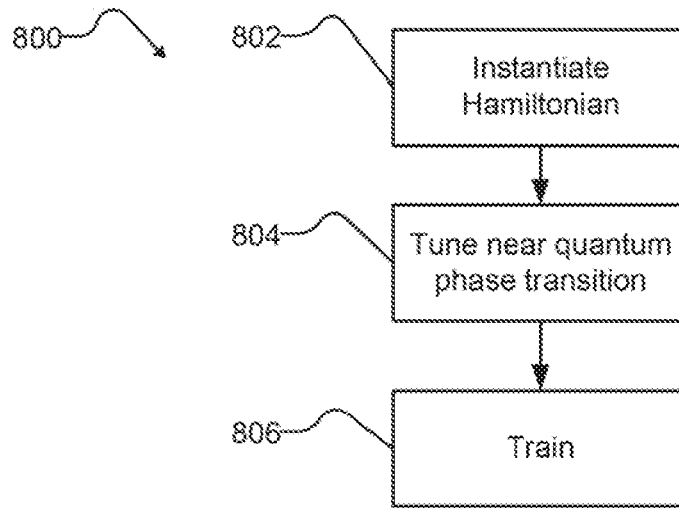 800
802
Instantiate
Hamiltonian
804
Tune near quantum
phase transition
806
Train